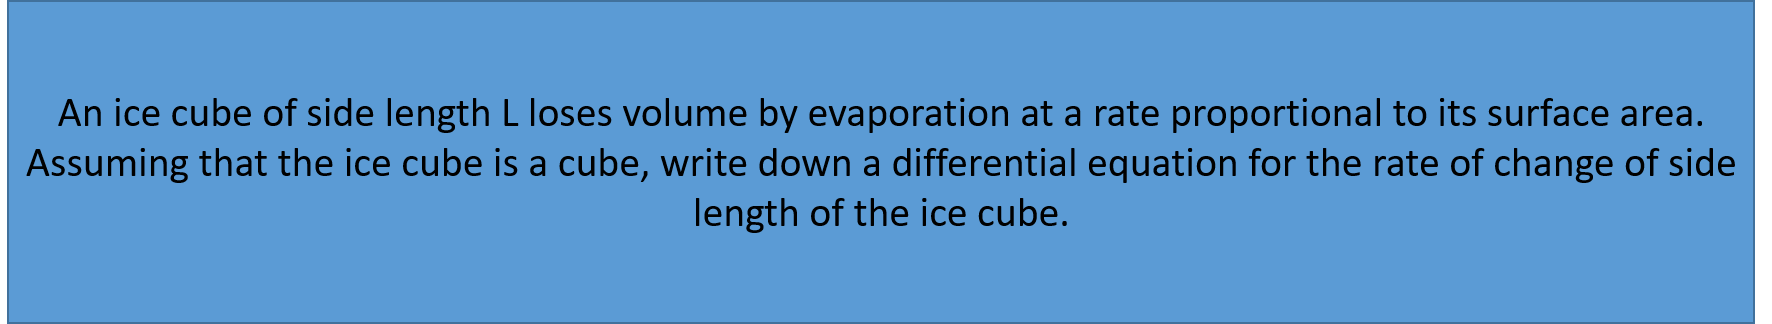 An ice cube of side length L loses volume by evaporation at a rate proportional to its surface area.
Assuming that the ice cube is a cube, write down a differential equation for the rate of change of side
length of the ice cube.